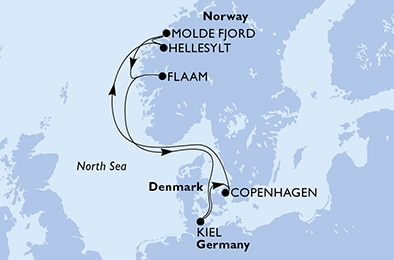 Norway
MOLDE FJORD
HELLESYLT
FLAAM
North Sea
Denmark
COPENHAGEN
KIEL
Germany